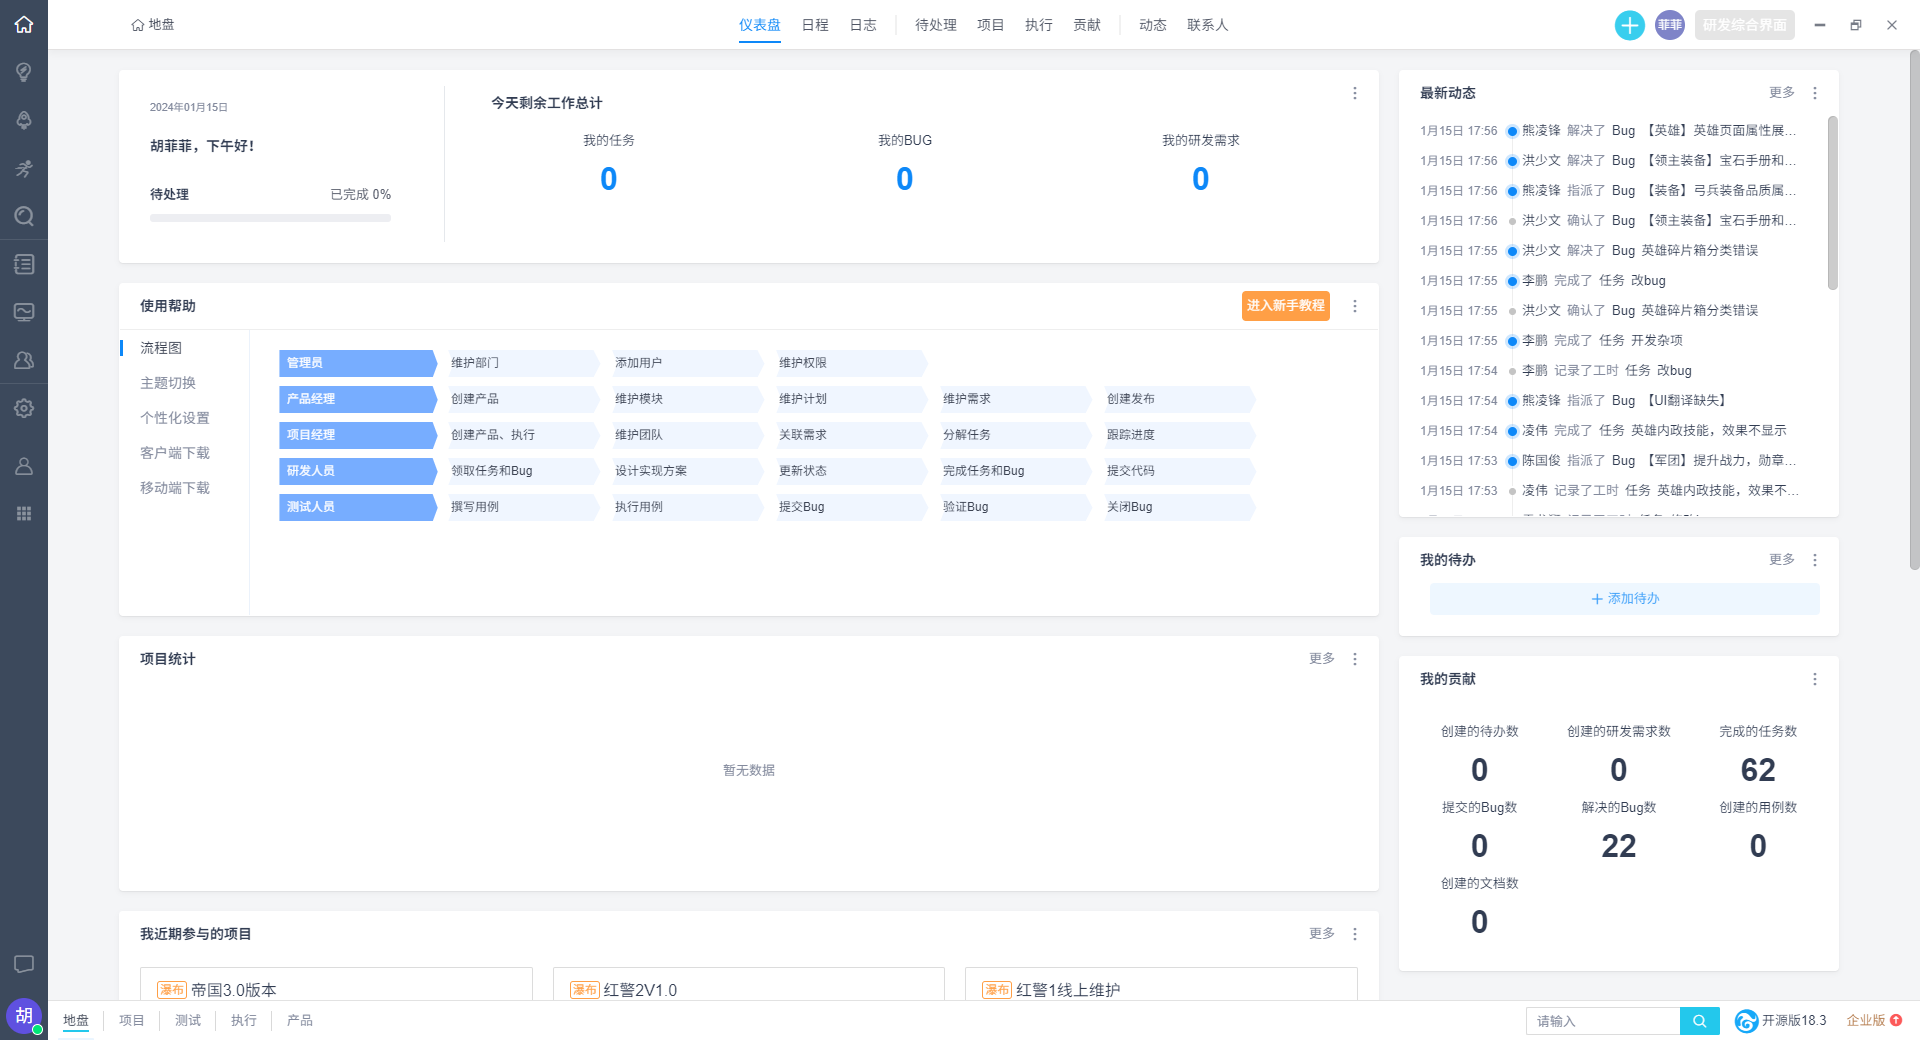 地盘
仪表盘 日程 日志 待处理 项目 执行 贡献 动态 联系人
菲菲 研发综合界面
2024年01月15日
胡菲菲，下午好！
待处理 已完成 0%
今天剩余工作总计
我的任务 我的BUG 我的研发需求
0 0 0
使用帮助 进入新手教程
流程图
主题切换
个性化设置
客户端下载
移动端下载
管理员 维护部门 添加用户 维护权限
产品经理 创建产品 维护模块 维护计划 维护需求 创建发布
项目经理 创建产品、执行 维护团队 关联需求 分解任务 跟踪进度
研发人员 领取任务和Bug 设计实现方案 更新状态 完成任务和Bug 提交代码
测试人员 撰写用例 执行用例 提交Bug 验证Bug 关闭Bug
项目统计 更多
暂无数据
我近期参与的项目 更多
瀑布 帝国3.0版本
瀑布 红警2V1.0
瀑布 红警1线上维护
最新动态 更多
1月15日 17:56 熊凌锋 解决了 Bug 【英雄】英雄页面属性展...
1月15日 17:56 洪少文 解决了 Bug 【领主装备】宝石手册和...
1月15日 17:56 熊凌锋 指派了 Bug 【装备】弓兵装备品质属...
1月15日 17:56 洪少文 确认了 Bug 【领主装备】宝石手册和...
1月15日 17:55 洪少文 解决了 Bug 英雄碎片箱分类错误
1月15日 17:55 李鹏 完成了 任务 改bug
1月15日 17:55 洪少文 确认了 Bug 英雄碎片箱分类错误
1月15日 17:55 李鹏 完成了 任务 开发杂项
1月15日 17:54 李鹏 记录了工时 任务 改bug
1月15日 17:54 熊凌锋 指派了 Bug 【UI翻译缺失】
1月15日 17:54 凌伟 完成了 任务 英雄内政技能，效果不显示
1月15日 17:53 陈国俊 指派了 Bug 【军团】提升战力，勋章...
1月15日 17:53 凌伟 记录了工时 任务 英雄内政技能，效果不...
我的待办 更多
添加待办
我的贡献
创建的待办数 创建的研发需求数 完成的任务数
0 0 62
提交的Bug数 解决的Bug数 创建的用例数
0 22 0
创建的文档数
0
胡
地盘 项目 测试 执行 产品
请输入
开源版18.3 企业版